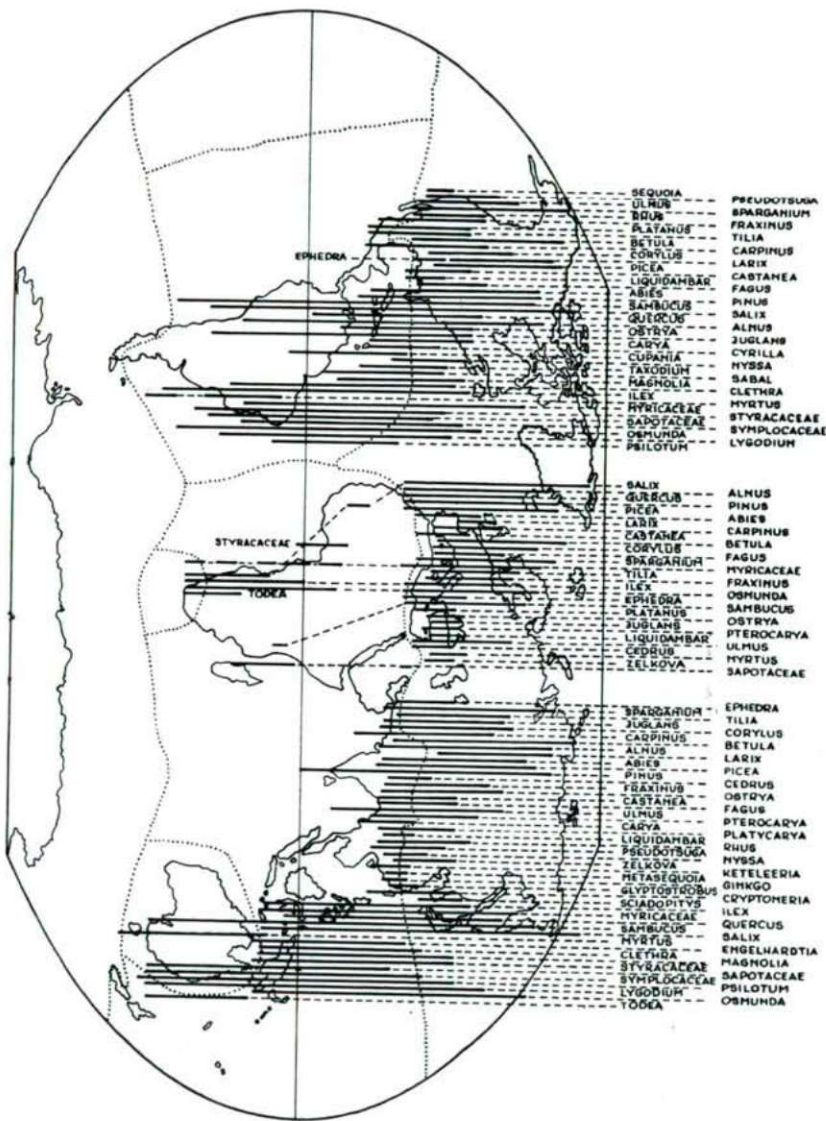 SEQUOIA
PSEUDOTSUGA
ULMUS
SPARGANIUM
RHUS
FRAXINUS
PLATANUS
TILIA
BETULA
CARPINUS
CORYLUS
EPHEDRA
LARIX
PICEA
CASTANEA
LIQUIDAMBAR
FAGUS
ABIES
PINUS
SAMBUCUS
SALIX
QUERCUS
ALNUS
OSTRYA
JUGLANS
CARYA
CYRILLA
CUPANIA
NYSSA
TAXODIUM
SABAL
MAGNOLIA
CLETHRA
ILEX
MYRTUS
MYRICACEAE
STYRACACEAE
SAPOTACEAE
SYMPLOCACEAE
OSMUNDA
LYGODIUM
PSILOTUM
SALIX
ALNUS
QUERCUS
PINUS
PICEA
ABIES
LARIX
CARPINUS
CASTANEA
BETULA
STYRACACEAE
CORYLUS
FAGUS
SPARGANIUM
MYRICACEAE
TILIA
FRAXINUS
ILEX
OSMUNDA
TODEA
EPHEDRA
SAMBUCUS
PLATANUS
OSTRYA
JUGLANS
PTEROCARYA
LIQUIDAMBAR
ULMUS
CEDRUS
MYRTUS
ZELKOVA
SAPOTACEAE
EPHEDRA
SPARGANIUM
TILIA
JUGLANS
CORYLUS
CARPINUS
BETULA
ALNUS
LARIX
ABIES
PICEA
PINUS
CEDRUS
FRAXINUS
OSTRYA
CASTANEA
FAGUS
ULMUS
PTEROCARYA
CARYA
PLATYCARYA
LIQUIDAMBAR
RHUS
PSEUDOTSUGA
NYSSA
ZELKOVA
KETELEERIA
METASEQUOIA
GINKGO
GLYPTOSTROBUS
CRYPTOMERIA
SCIADOPITYS
ILEX
MYRICACEAE
QUERCUS
SAMBUCUS
SALIX
MYRTUS
ENGELHARDTIA
CLETHRA
MAGNOLIA
STYRACACEAE
SAPOTACEAE
SYMPLOCACEAE
PSILOTUM
LYGODIUM
OSMUNDA
TODEA